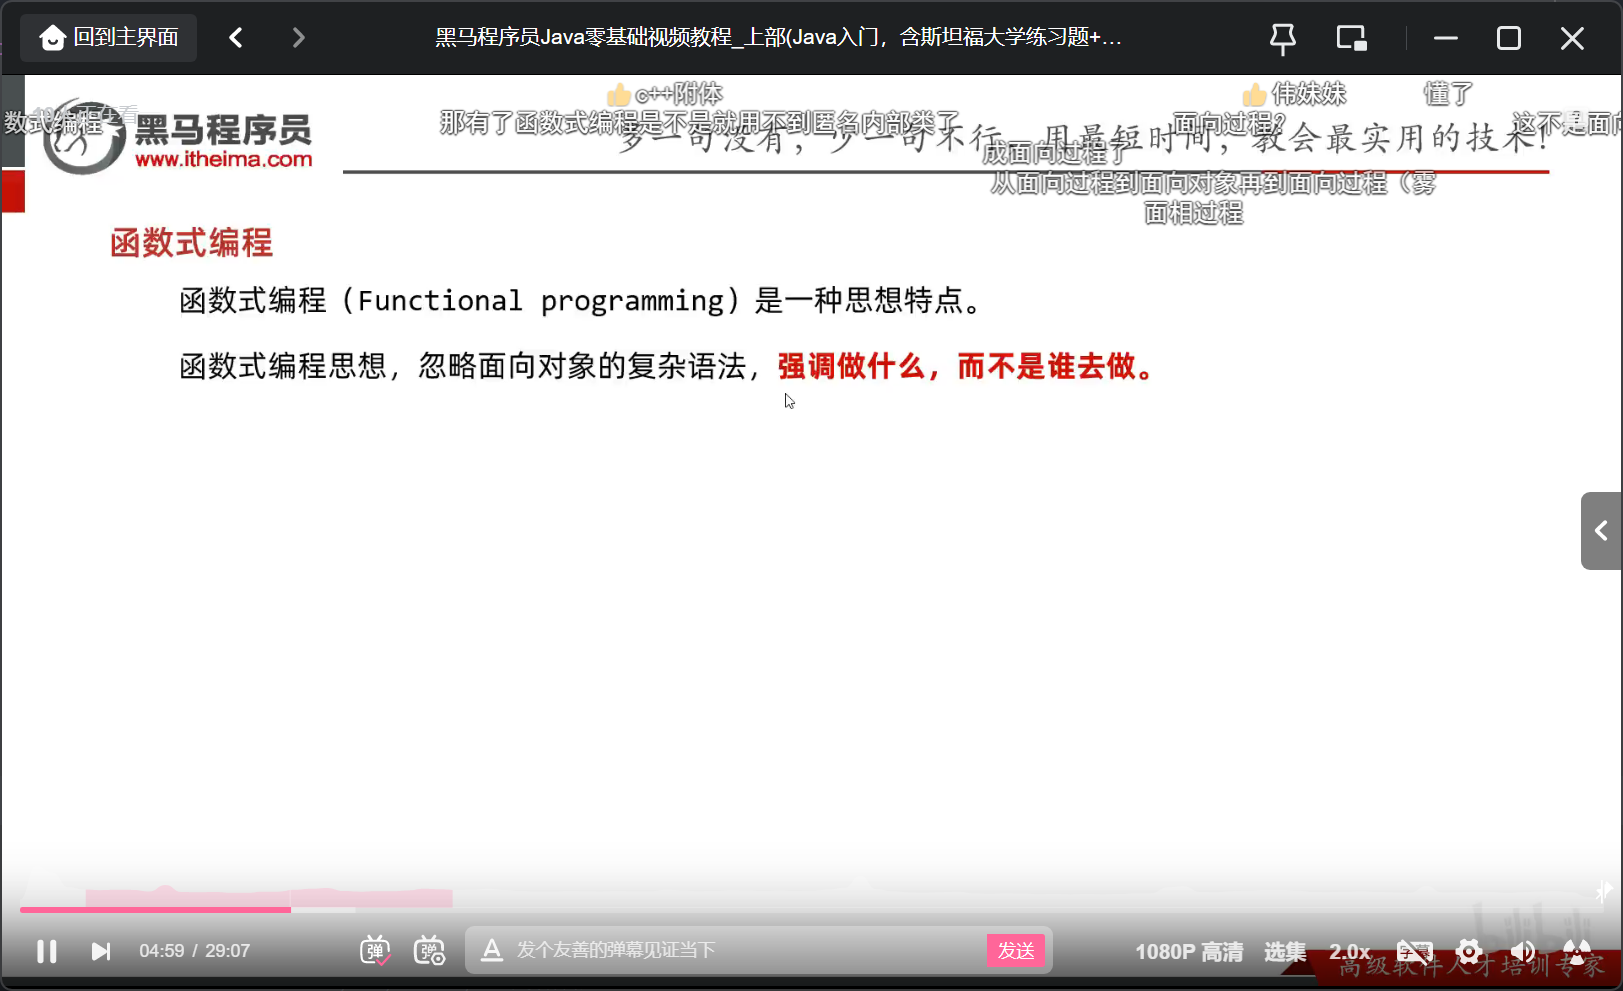 回到主界面
黑马程序员Java零基础视频教程_上部(Java入门，含斯坦福大学练习题+...
c++附体
伟妹妹
懂了
数式编程
那有了函数式编程是不是就用不到匿名内部类了
面向过程?
这不是面向
黑马程序员
www.itheima.com
多一句没有，少一句不行，用最短时间，教会最实用的技术！
成面向过程了
从面向过程到面向对象再到面向过程（雾
面相过程
函数式编程
函数式编程（Functional programming）是一种思想特点。
函数式编程思想，忽略面向对象的复杂语法，强调做什么，而不是谁去做。
bilibili
04:59 / 29:07
弹
弹
A
发个友善的弹幕见证当下
发送
1080P 高清
选集
2.0x
字幕
高级软件人才培训专家